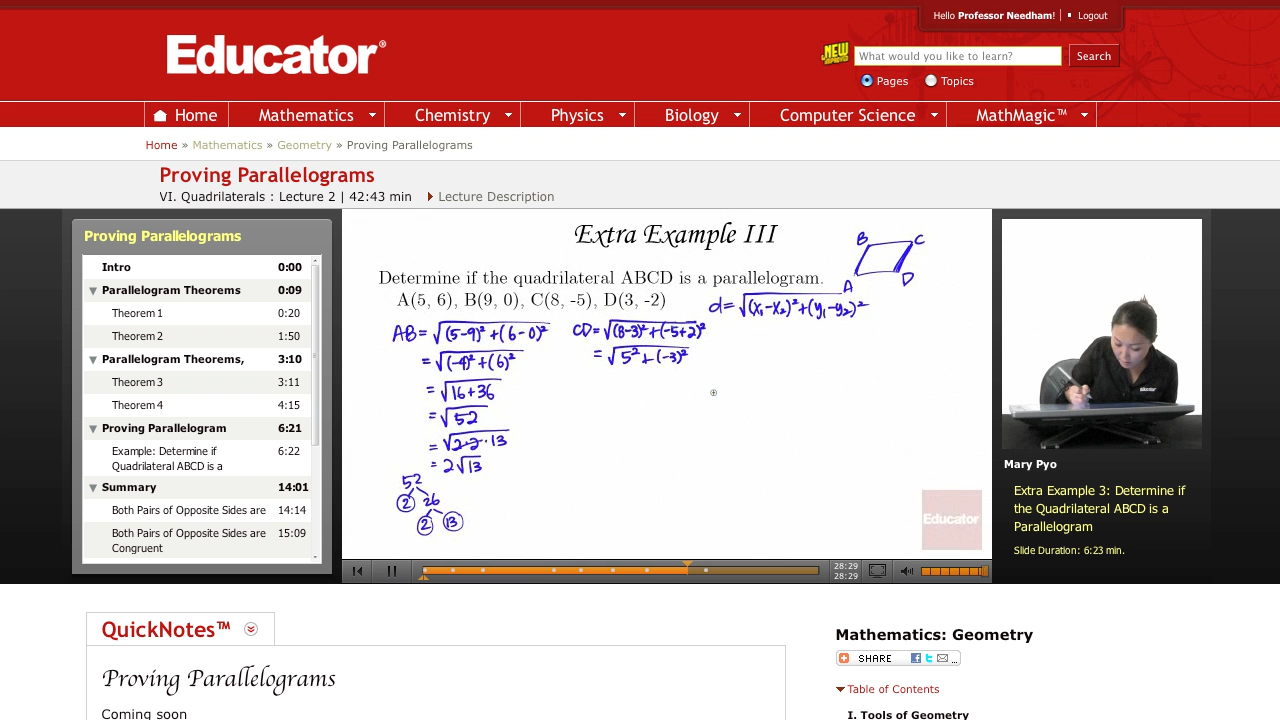 Hello Professor Needham! Logout
Educator®
NEW
What would you like to learn? Search
Pages Topics
Home Mathematics Chemistry Physics Biology Computer Science MathMagic™
Home » Mathematics » Geometry » Proving Parallelograms
Proving Parallelograms
VI. Quadrilaterals : Lecture 2 | 42:43 min Lecture Description
Proving Parallelograms
Intro 0:00
Parallelogram Theorems 0:09
Theorem 1 0:20
Theorem 2 1:50
Parallelogram Theorems, 3:10
Theorem 3 3:11
Theorem 4 4:15
Proving Parallelogram 6:21
Example: Determine if 6:22
Quadrilateral ABCD is a
Summary 14:01
Both Pairs of Opposite Sides are 14:14
Both Pairs of Opposite Sides are 15:09
Congruent
Extra Example III
Determine if the quadrilateral ABCD is a parallelogram.
A(5, 6), B(9, 0), C(8, -5), D(3, -2)
B C
A D
d=√(x₁-x₂)²+(y₁-y₂)²
AB=√(5-9)²+(6-0)²
=√(-4)²+(6)²
=√16+36
=√52
=√2·2·13
=2√13
52
2 26
2 13
CD=√(8-3)²+(-5+2)²
=√5²+(-3)²
Educator
28:29
28:29
Mary Pyo
Extra Example 3: Determine if
the Quadrilateral ABCD is a
Parallelogram
Slide Duration: 6:23 min.
QuickNotes™
Proving Parallelograms
Coming soon
Mathematics: Geometry
SHARE ...
Table of Contents
I. Tools of Geometry